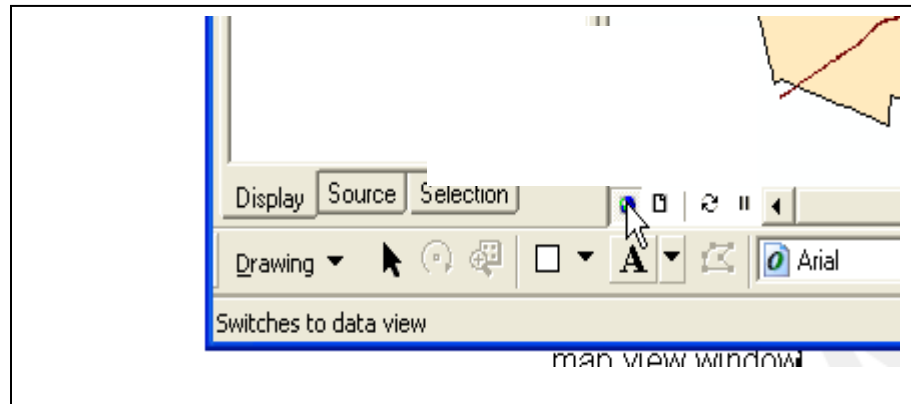 Display Source Selection
Drawing A Arial
Switches to data view
map view window